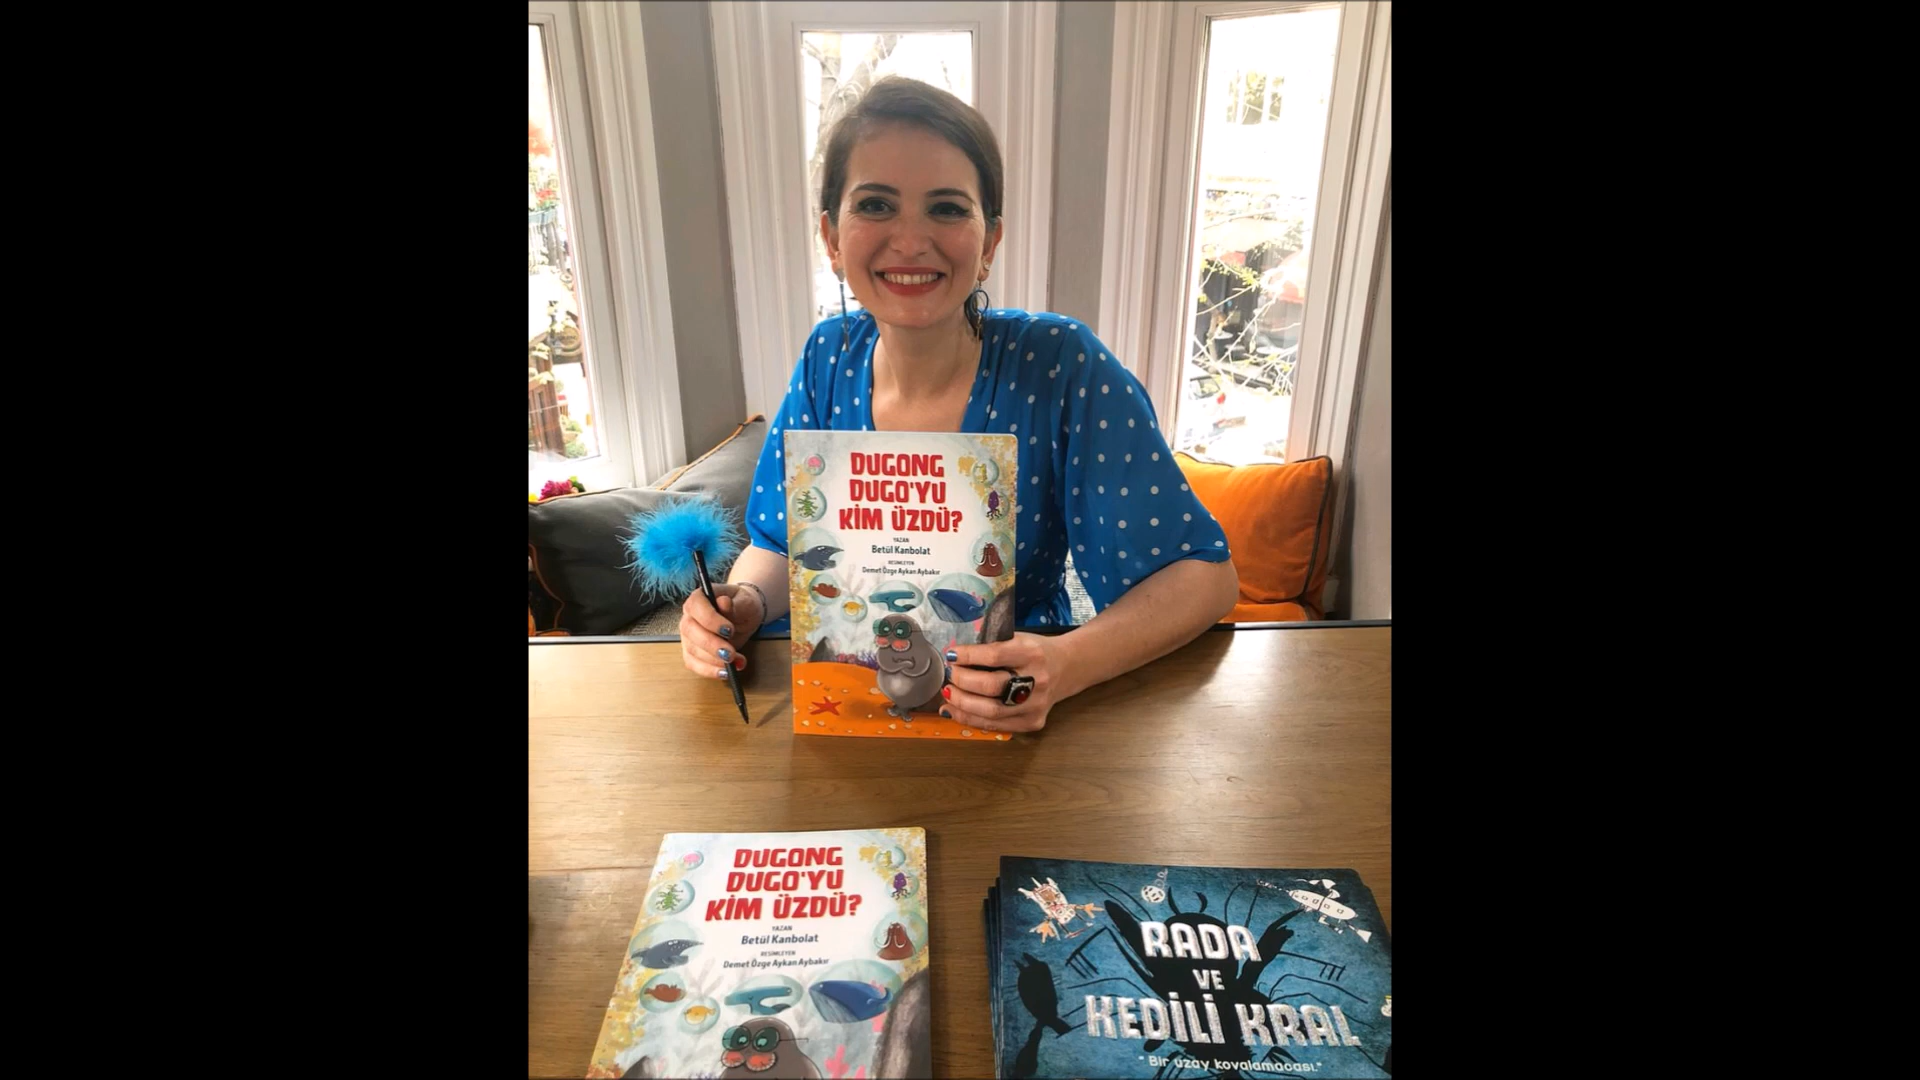 DUGONG
DUGO'YU
KİM ÜZDÜ?
YAZAN
Betül Kanbolat
RESİMLEYEN
Demet Özge Aykan Aybakır
DUGONG
DUGO'YU
KİM ÜZDÜ?
YAZAN
Betül Kanbolat
RESİMLEYEN
Demet Özge Aykan Aybakır
RADA
VE
KEDİLİ KRAL
"Bir uzay kovalamacası."